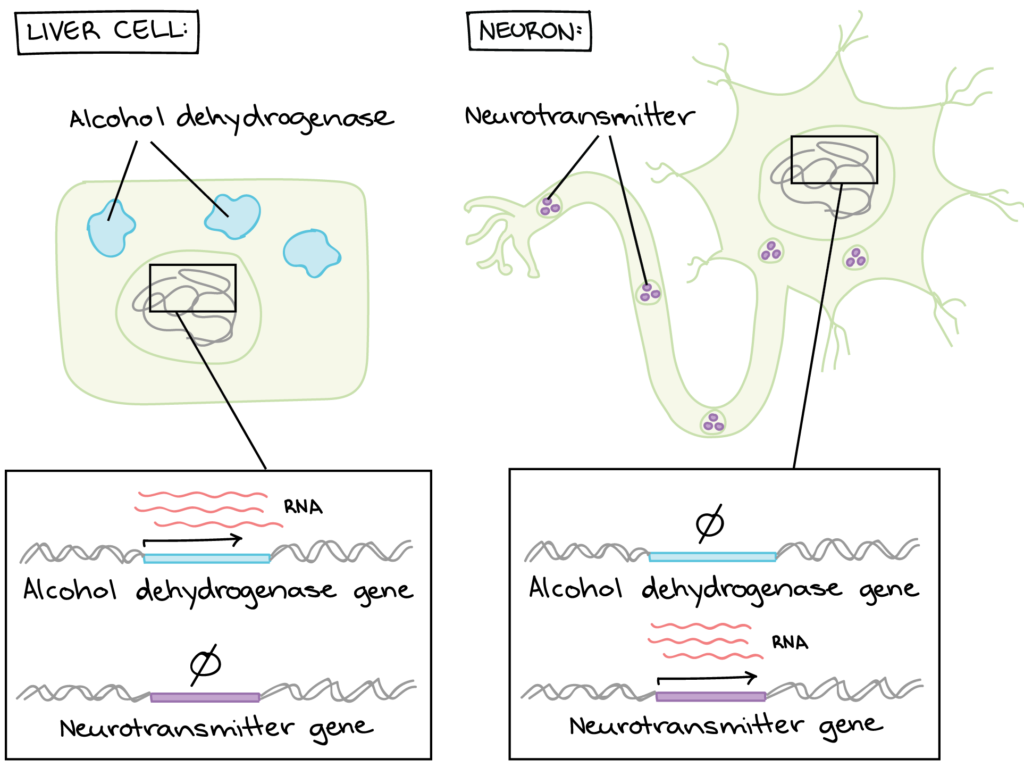 LIVER CELL:
Alcohol dehydrogenase
RNA
Alcohol dehydrogenase gene
Ø
Neurotransmitter gene
NEURON:
Neurotransmitter
Ø
Alcohol dehydrogenase gene
RNA
Neurotransmitter gene